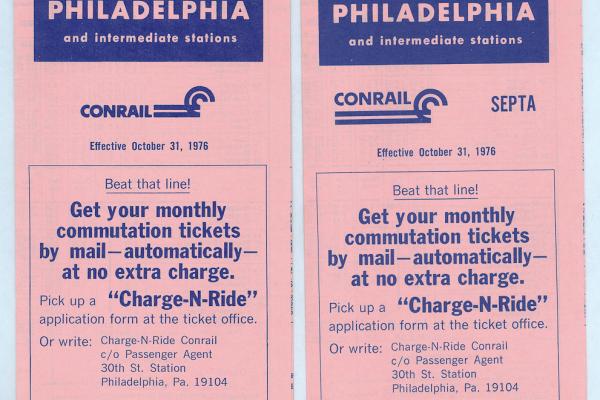 PHILADELPHIA
and intermediate stations
CONRAIL
Effective October 31, 1976
Beat that line!
Get your monthly
commutation tickets
by mail—automatically—
at no extra charge.
Pick up a "Charge-N-Ride"
application form at the ticket office.
Or write: Charge-N-Ride Conrail
c/o Passenger Agent
30th St. Station
Philadelphia, Pa. 19104
PHILADELPHIA
and intermediate stations
CONRAIL SEPTA
Effective October 31, 1976
Beat that line!
Get your monthly
commutation tickets
by mail—automatically—
at no extra charge.
Pick up a "Charge-N-Ride"
application form at the ticket office.
Or write: Charge-N-Ride Conrail
c/o Passenger Agent
30th St. Station
Philadelphia, Pa. 19104